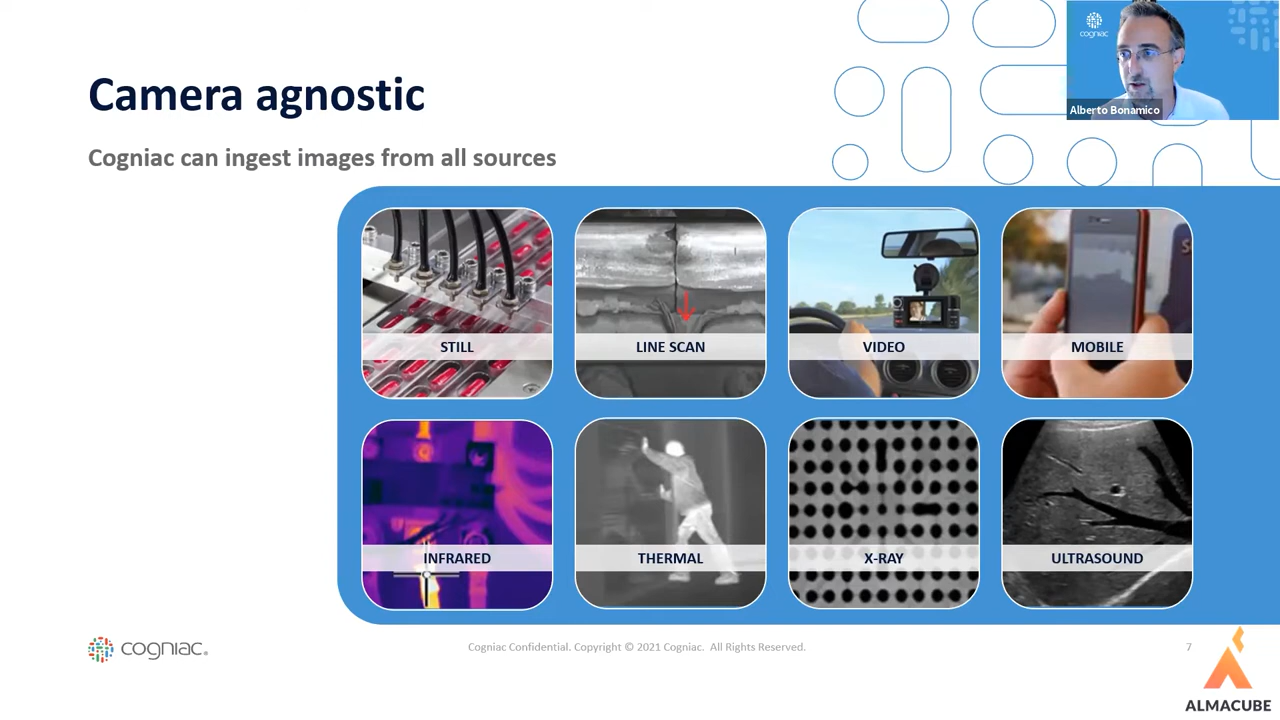 Camera agnostic
Cogniac can ingest images from all sources
cogniac
Alberto Bonamico
STILL
LINE SCAN
VIDEO
MOBILE
INFRARED
THERMAL
X-RAY
ULTRASOUND
cogniac®
Cogniac Confidential. Copyright © 2021 Cogniac. All Rights Reserved.
7
ALMACUBE